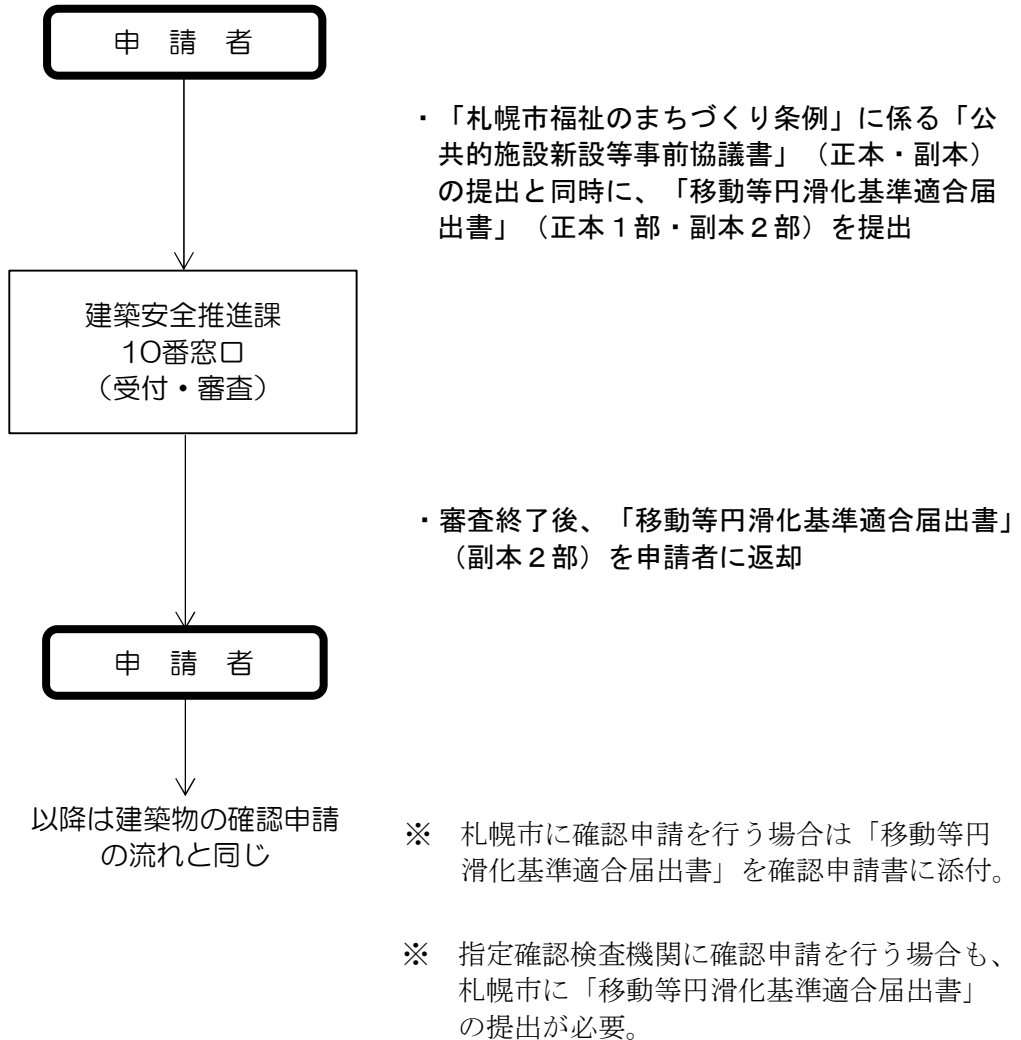 申　請　者
・「札幌市福祉のまちづくり条例」に係る「公
共的施設新設等事前協議書」（正本・副本）
の提出と同時に、「移動等円滑化基準適合届
出書」（正本１部・副本２部）を提出
建築安全推進課
10番窓口
（受付・審査）
・審査終了後、「移動等円滑化基準適合届出書」
（副本２部）を申請者に返却
申　請　者
以降は建築物の確認申請
の流れと同じ
※　札幌市に確認申請を行う場合は「移動等円
滑化基準適合届出書」を確認申請書に添付。
※　指定確認検査機関に確認申請を行う場合も、
札幌市に「移動等円滑化基準適合届出書」
の提出が必要。